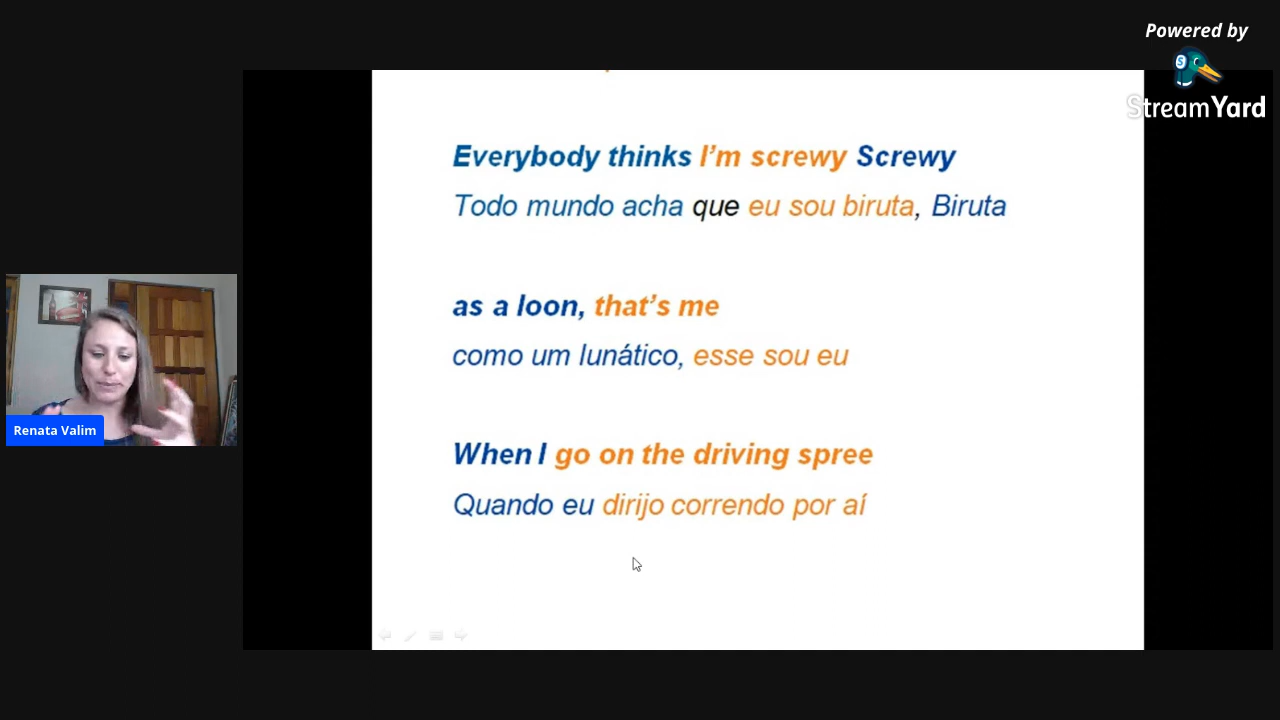 Powered by
StreamYard
Everybody thinks I'm screwy Screwy
Todo mundo acha que eu sou biruta, Biruta
as a loon, that's me
como um lunático, esse sou eu
When I go on the driving spree
Quando eu dirijo correndo por aí
Renata Valim